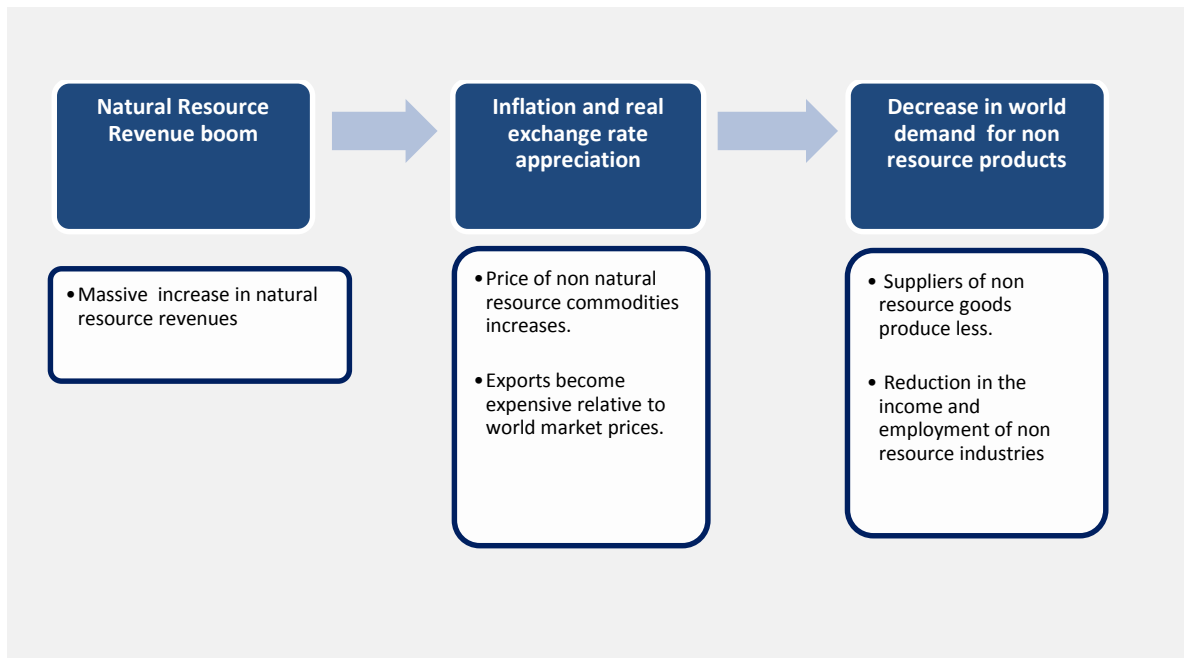 Natural Resource
Revenue boom
•Massive increase in natural
resource revenues
Inflation and real
exchange rate
appreciation
•Price of non natural
resource commodities
increases.
•Exports become
expensive relative to
world market prices.
Decrease in world
demand for non
resource products
• Suppliers of non
resource goods
produce less.
• Reduction in the
income and
employment of non
resource industries